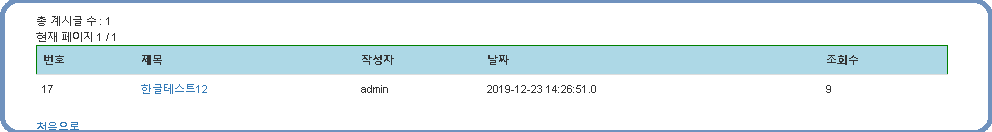 총 계시글 수 : 1
현재 페이지 1 / 1
번호 제목 작성자 날짜 조회수
17 한글테스트12 admin 2019-12-23 14:26:51.0 9
처음으로